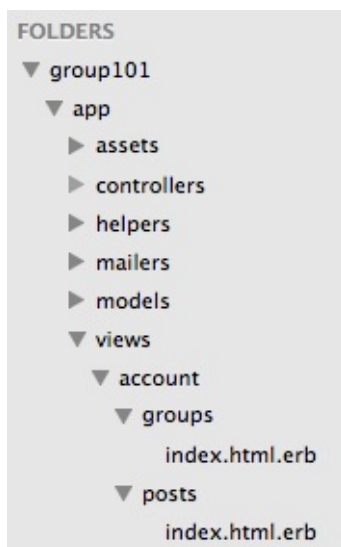 FOLDERS
group101
app
assets
controllers
helpers
mailers
models
views
account
groups
index.html.erb
posts
index.html.erb